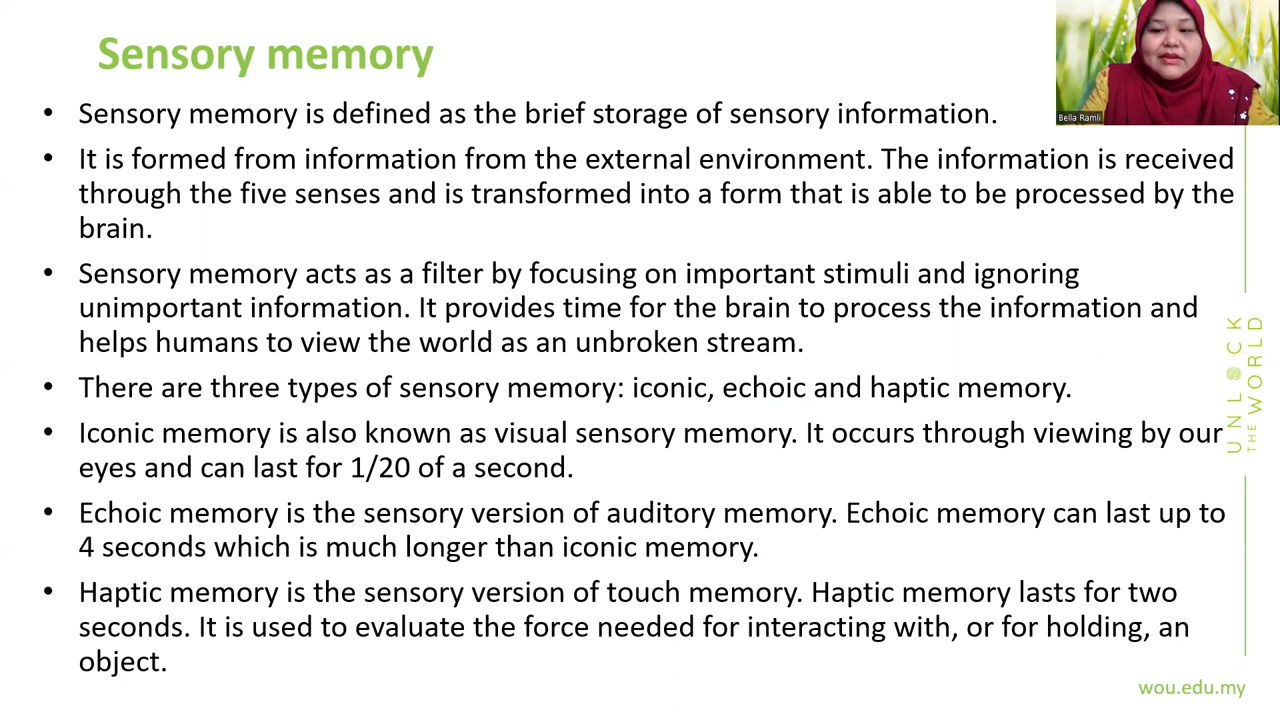 Sensory memory
Bella Ramli
• Sensory memory is defined as the brief storage of sensory information.
• It is formed from information from the external environment. The information is received
through the five senses and is transformed into a form that is able to be processed by the
brain.
• Sensory memory acts as a filter by focusing on important stimuli and ignoring
unimportant information. It provides time for the brain to process the information and
helps humans to view the world as an unbroken stream.
• There are three types of sensory memory: iconic, echoic and haptic memory.
• Iconic memory is also known as visual sensory memory. It occurs through viewing by our
eyes and can last for 1/20 of a second.
• Echoic memory is the sensory version of auditory memory. Echoic memory can last up to
4 seconds which is much longer than iconic memory.
• Haptic memory is the sensory version of touch memory. Haptic memory lasts for two
seconds. It is used to evaluate the force needed for interacting with, or for holding, an
object.
UNLOCK
THE WORLD
wou.edu.my